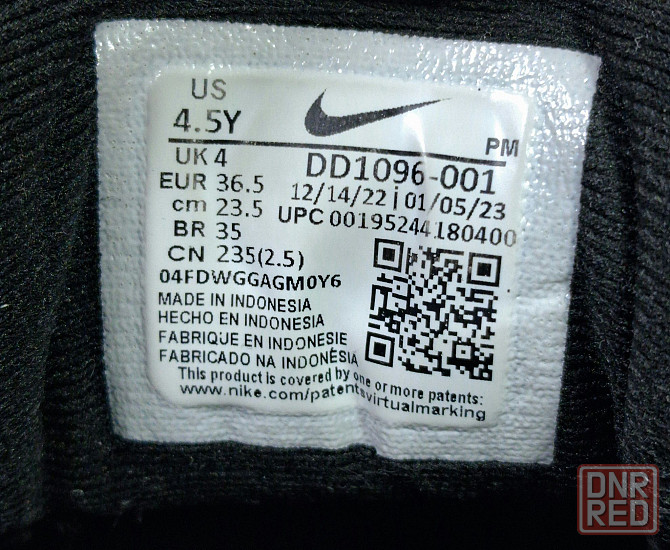 US
4.5Y
PM
UK 4
EUR 36.5
cm 23.5
BR 35
CN 235(2.5)
DD1096-001
12/14/22 | 01/05/23
UPC 00195244180400
04FDWGGAGM0Y6
MADE IN INDONESIA
HECHO EN INDONESIA
FABRIQUE EN INDONESIE
FABRICADO NA INDONÉSIA
This product is covered by one or more patents:
www.nike.com/patentsvirtualmarking
DNR
RED